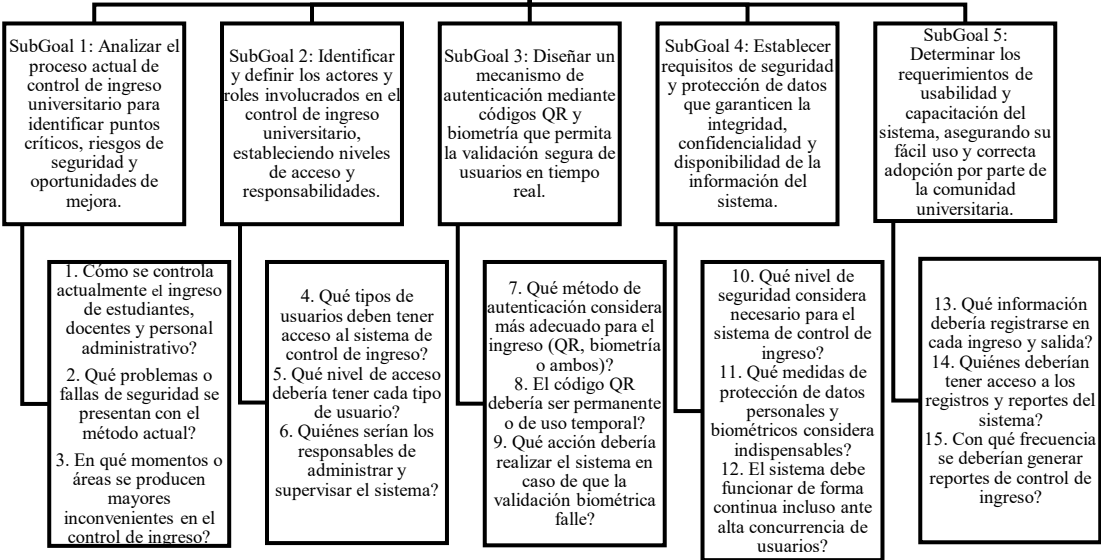 SubGoal 1: Analizar el
proceso actual de
control de ingreso
universitario para
identificar puntos
críticos, riesgos de
seguridad y
oportunidades de
mejora.
SubGoal 2: Identificar
y definir los actores y
roles involucrados en el
control de ingreso
universitario,
estableciendo niveles
de acceso y
responsabilidades.
SubGoal 3: Diseñar un
mecanismo de
autenticación mediante
códigos QR y
biometría que permita
la validación segura de
usuarios en tiempo
real.
SubGoal 4: Establecer
requisitos de seguridad
y protección de datos
que garanticen la
integridad,
confidencialidad y
disponibilidad de la
información del
sistema.
SubGoal 5:
Determinar los
requerimientos de
usabilidad y
capacitación del
sistema, asegurando su
fácil uso y correcta
adopción por parte de
la comunidad
universitaria.
1. Cómo se controla
actualmente el ingreso
de estudiantes,
docentes y personal
administrativo?
2. Qué problemas o
fallas de seguridad se
presentan con el
método actual?
3. En qué momentos o
áreas se producen
mayores
inconvenientes en el
control de ingreso?
4. Qué tipos de
usuarios deben tener
acceso al sistema de
control de ingreso?
5. Qué nivel de acceso
debería tener cada tipo
de usuario?
6. Quiénes serían los
responsables de
administrar y
supervisar el sistema?
7. Qué método de
autenticación considera
más adecuado para el
ingreso (QR, biometría
o ambos)?
8. El código QR
debería ser permanente
o de uso temporal?
9. Qué acción debería
realizar el sistema en
caso de que la
validación biométrica
falle?
10. Qué nivel de
seguridad considera
necesario para el
sistema de control de
ingreso?
11. Qué medidas de
protección de datos
personales y
biométricos considera
indispensables?
12. El sistema debe
funcionar de forma
continua incluso ante
alta concurrencia de
usuarios?
13. Qué información
debería registrarse en
cada ingreso y salida?
14. Quiénes deberían
tener acceso a los
registros y reportes del
sistema?
15. Con qué frecuencia
se deberían generar
reportes de control de
ingreso?